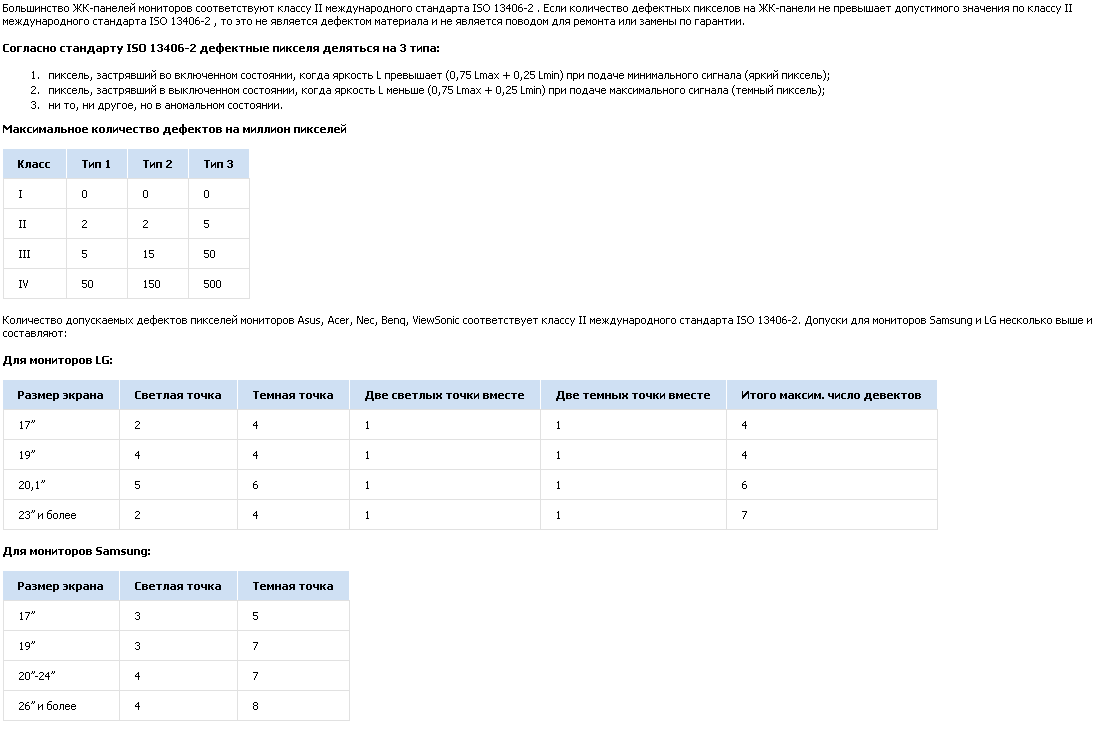 Большинство ЖК-панелей мониторов соответствуют классу II международного стандарта ISO 13406-2 . Если количество дефектных пикселов на ЖК-панели не превышает допустимого значения по классу II
международного стандарта ISO 13406-2 , то это не является дефектом материала и не является поводом для ремонта или замены по гарантии.
Согласно стандарту ISO 13406-2 дефектные пикселя деляться на 3 типа:
1. пиксель, застрявший во включенном состоянии, когда яркость L превышает (0,75 Lmax + 0,25 Lmin) при подаче минимального сигнала (яркий пиксель);
2. пиксель, застрявший в выключенном состоянии, когда яркость L меньше (0,75 Lmax + 0,25 Lmin) при подаче максимального сигнала (темный пиксель);
3. ни то, ни другое, но в аномальном состоянии.
Максимальное количество дефектов на миллион пикселей
Класс Тип 1 Тип 2 Тип 3
I 0 0 0
II 2 2 5
III 5 15 50
IV 50 150 500
Количество допускаемых дефектов пикселей мониторов Asus, Acer, Nec, Benq, ViewSonic соответствует классу II международного стандарта ISO 13406-2. Допуски для мониторов Samsung и LG несколько выше и
составляют:
Для мониторов LG:
Размер экрана Светлая точка Темная точка Две светлых точки вместе Две темных точки вместе Итого максим. число девектов
17” 2 4 1 1 4
19” 4 4 1 1 4
20,1” 5 6 1 1 6
23” и более 2 4 1 1 7
Для мониторов Samsung:
Размер экрана Светлая точка Темная точка
17” 3 5
19” 3 7
20”-24” 4 7
26” и более 4 8